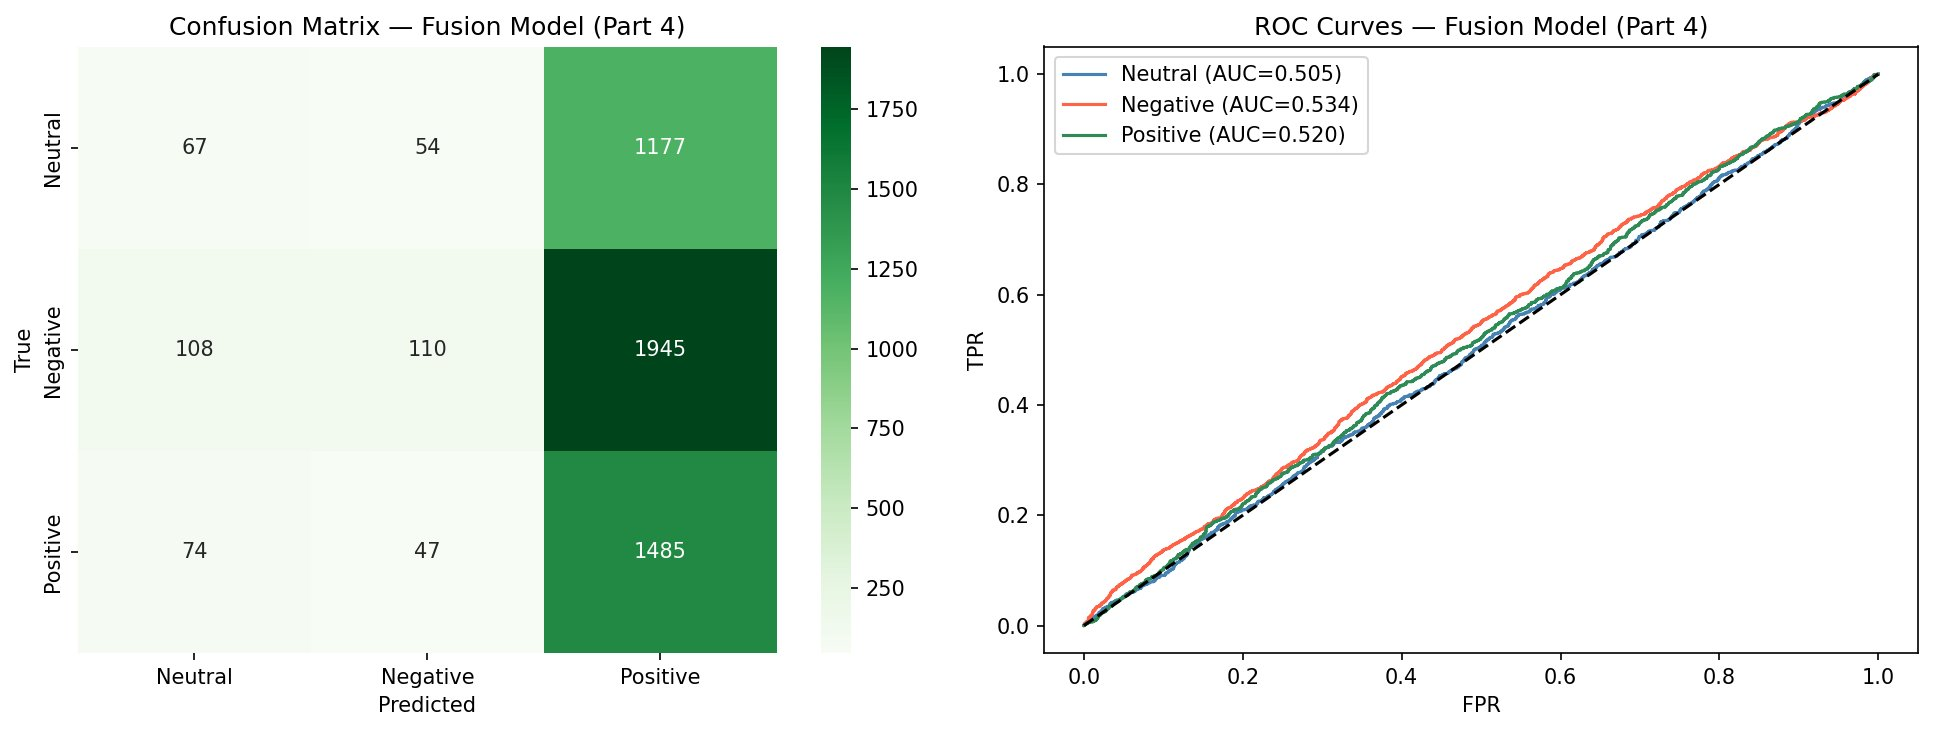 Confusion Matrix — Fusion Model (Part 4)
True
Neutral
Negative
Positive
67 54 1177
108 110 1945
74 47 1485
Neutral Negative Positive
Predicted
1750
1500
1250
1000
750
500
250
ROC Curves — Fusion Model (Part 4)
Neutral (AUC=0.505)
Negative (AUC=0.534)
Positive (AUC=0.520)
TPR
1.0
0.8
0.6
0.4
0.2
0.0
0.0 0.2 0.4 0.6 0.8 1.0
FPR